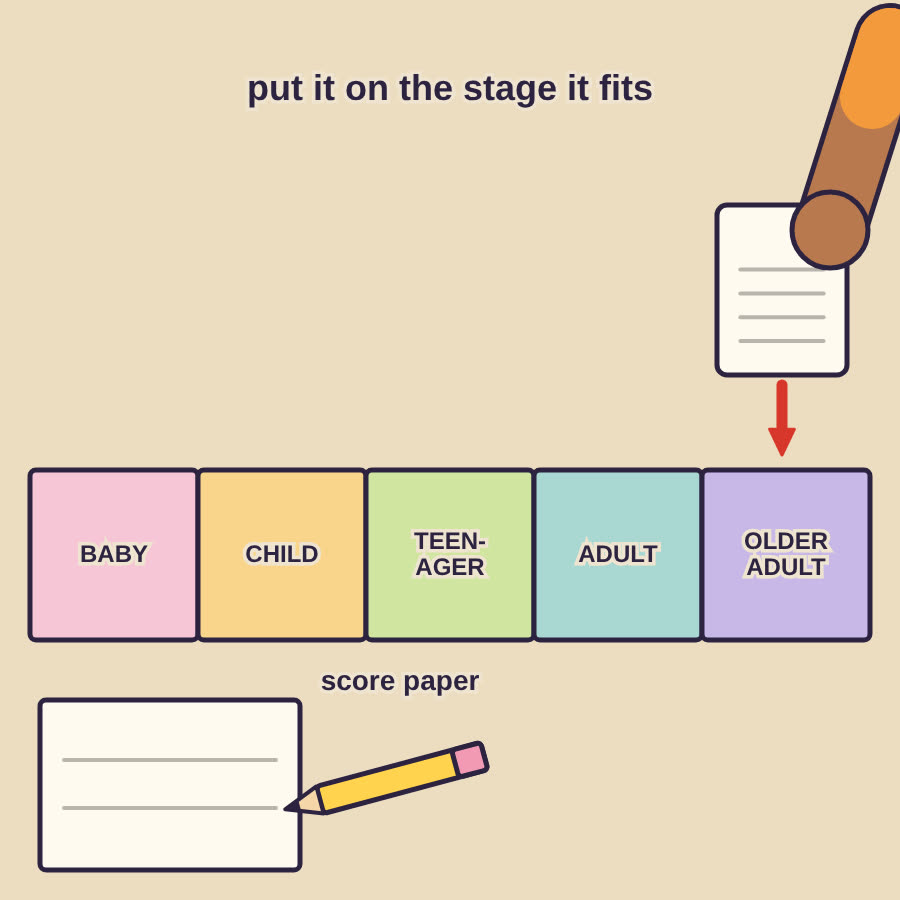 put it on the stage it fits
BABY
CHILD
TEEN-
AGER
ADULT
OLDER
ADULT
score paper